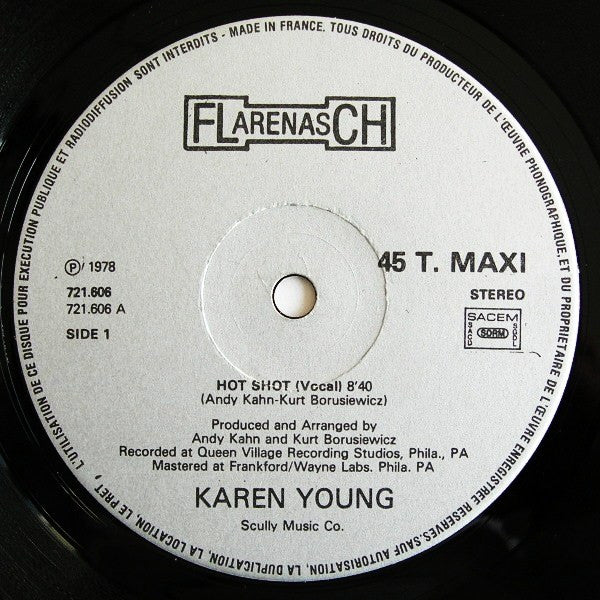 L'UTILISATION DE CE DISQUE POUR EXECUTION PUBLIQUE ET RADIODIFFUSION SONT INTERDITS - MADE IN FRANCE. TOUS DROITS DU PRODUCTEUR DE L'ŒUVRE PHONOGRAPHIQUE, ET DU PROPRIETAIRE DE L'ŒUVRE ENREGISTREE RESERVES. SAUF AUTORISATION, LA DUPLICATION, LA LOCATION, LE PRET,
FLARENASCH
℗ 1978
45 T. MAXI
721.606
STEREO
721.606 A
SACEM
SACD
SDRM
SGDL
SIDE 1
HOT SHOT (Vocal) 8'40
(Andy Kahn-Kurt Borusiewicz)
Produced and Arranged by
Andy Kahn and Kurt Borusiewicz
Recorded at Queen Village Recording Studios, Phila., PA
Mastered at Frankford/Wayne Labs. Phila. PA
KAREN YOUNG
Scully Music Co.